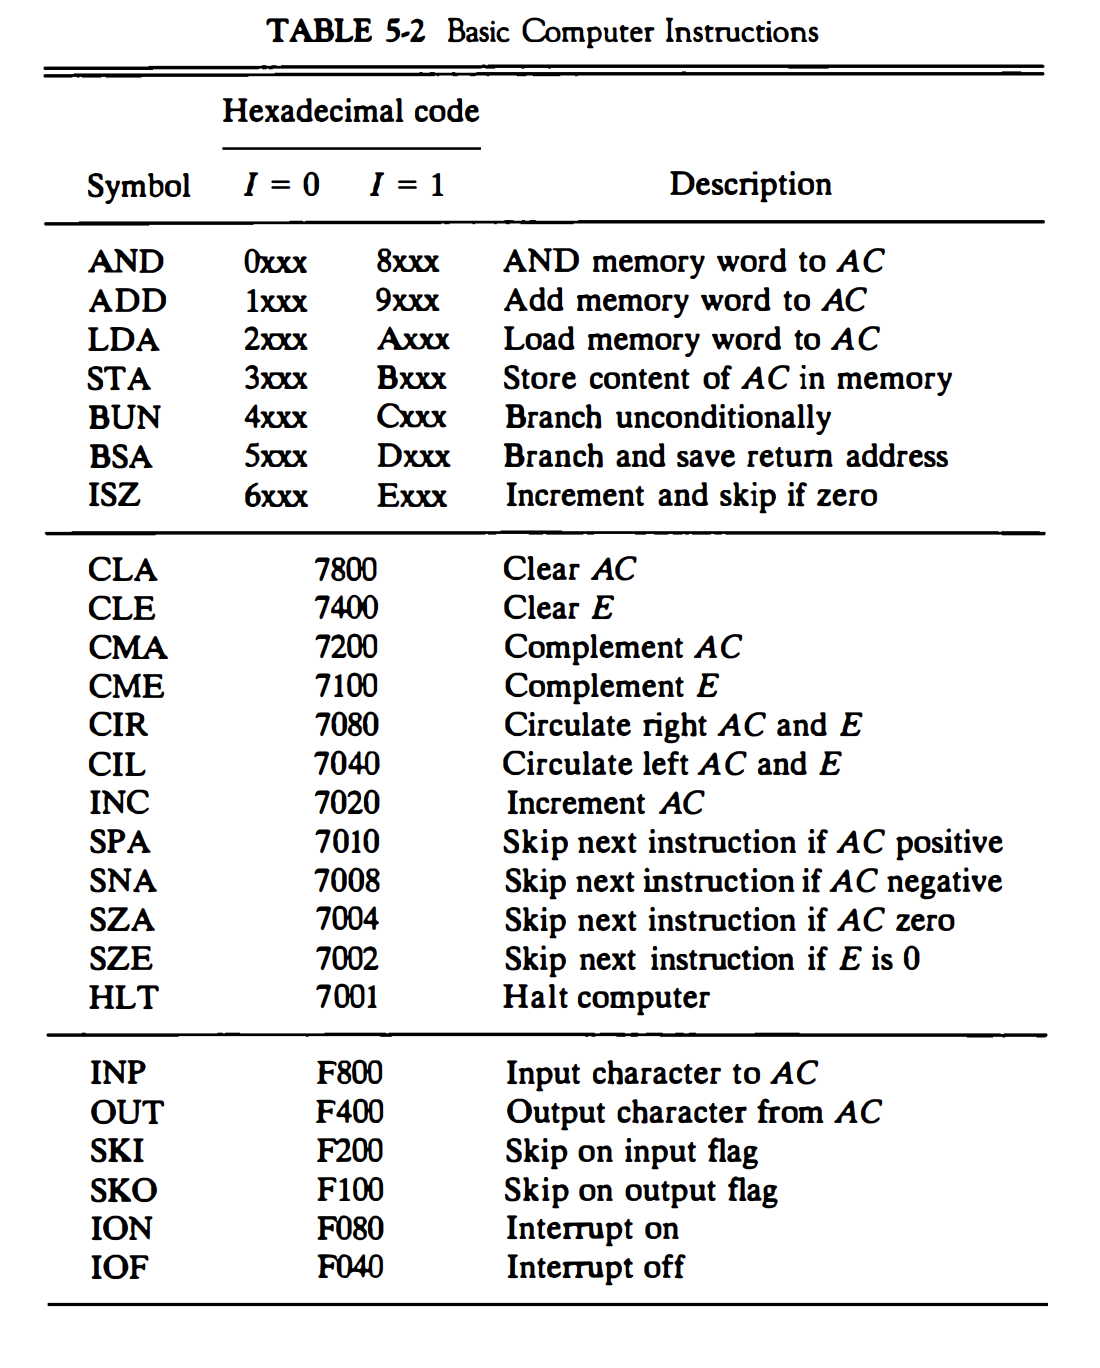 TABLE 5-2 Basic Computer Instructions
Hexadecimal code
Symbol I = 0 I = 1 Description
AND 0xxx 8xxx AND memory word to AC
ADD 1xxx 9xxx Add memory word to AC
LDA 2xxx Axxx Load memory word to AC
STA 3xxx Bxxx Store content of AC in memory
BUN 4xxx Cxxx Branch unconditionally
BSA 5xxx Dxxx Branch and save return address
ISZ 6xxx Exxx Increment and skip if zero
CLA 7800 Clear AC
CLE 7400 Clear E
CMA 7200 Complement AC
CME 7100 Complement E
CIR 7080 Circulate right AC and E
CIL 7040 Circulate left AC and E
INC 7020 Increment AC
SPA 7010 Skip next instruction if AC positive
SNA 7008 Skip next instruction if AC negative
SZA 7004 Skip next instruction if AC zero
SZE 7002 Skip next instruction if E is 0
HLT 7001 Halt computer
INP F800 Input character to AC
OUT F400 Output character from AC
SKI F200 Skip on input flag
SKO F100 Skip on output flag
ION F080 Interrupt on
IOF F040 Interrupt off